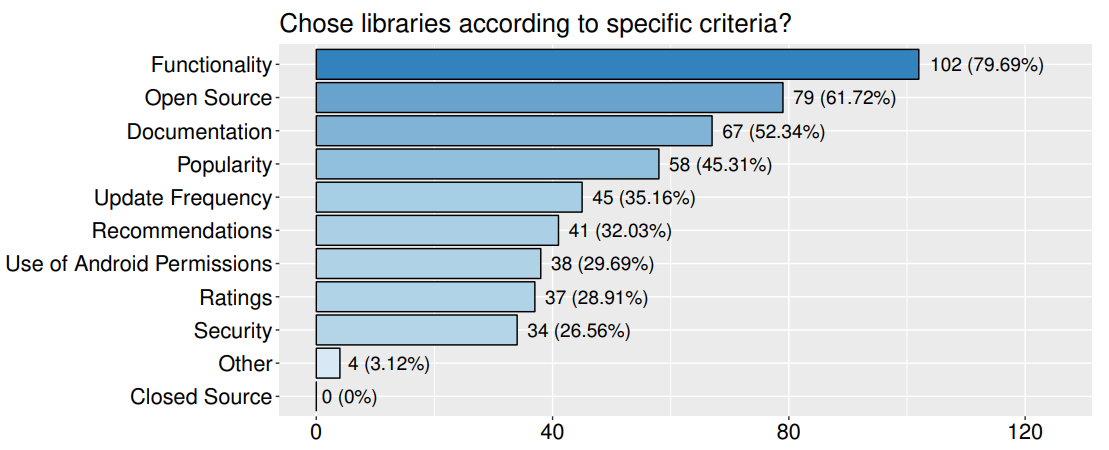 Chose libraries according to specific criteria?
Functionality 102 (79.69%)
Open Source 79 (61.72%)
Documentation 67 (52.34%)
Popularity 58 (45.31%)
Update Frequency 45 (35.16%)
Recommendations 41 (32.03%)
Use of Android Permissions 38 (29.69%)
Ratings 37 (28.91%)
Security 34 (26.56%)
Other 4 (3.12%)
Closed Source 0 (0%)
0 40 80 120